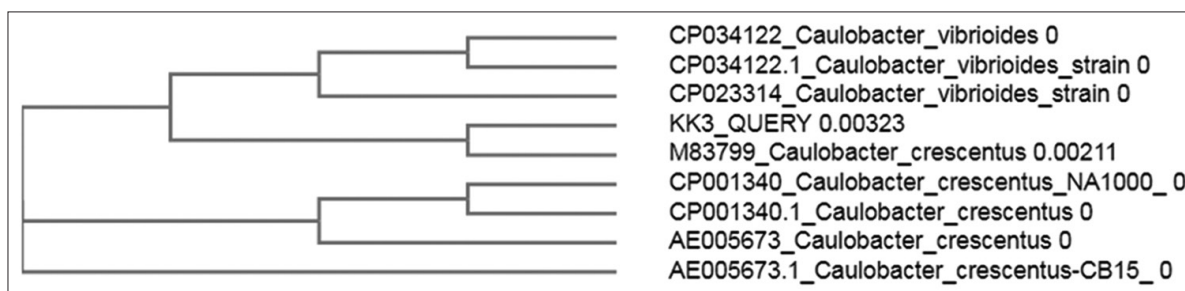 CP034122_Caulobacter_vibrioides 0
CP034122.1_Caulobacter_vibrioides_strain 0
CP023314_Caulobacter_vibrioides_strain 0
KK3_QUERY 0.00323
M83799_Caulobacter_crescentus 0.00211
CP001340_Caulobacter_crescentus_NA1000_ 0
CP001340.1_Caulobacter_crescentus 0
AE005673_Caulobacter_crescentus 0
AE005673.1_Caulobacter_crescentus-CB15_ 0